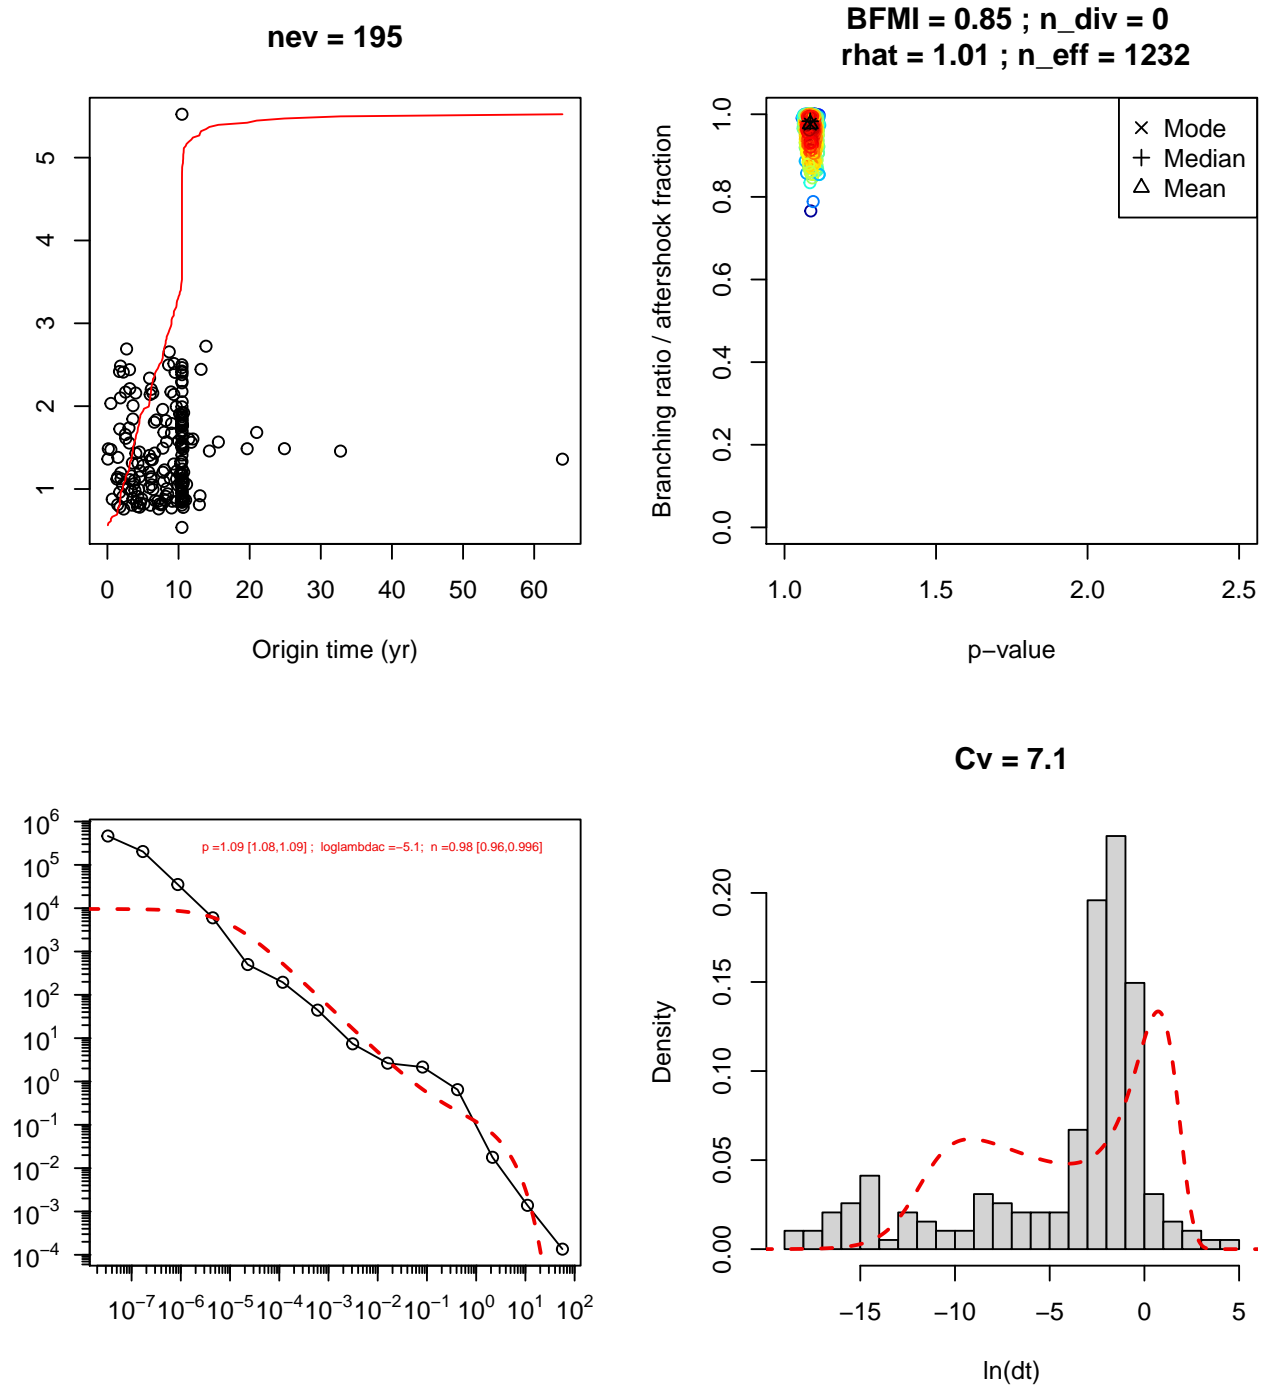 nev = 195
5
4
3
2
1
0 10 20 30 40 50 60
Origin time (yr)
BFMI = 0.85 ; n_div = 0
rhat = 1.01 ; n_eff = 1232
Branching ratio / aftershock fraction
1.0
0.8
0.6
0.4
0.2
0.0
Mode
Median
Mean
1.0 1.5 2.0 2.5
p−value
10^6
10^5
10^4
10^3
10^2
10^1
10^0
10^−1
10^−2
10^−3
10^−4
p =1.09 [1.08,1.09] ;  loglambdac =−5.1;  n =0.98 [0.96,0.996]
10^−7 10^−6 10^−5 10^−4 10^−3 10^−2 10^−1 10^0 10^1 10^2
Cv = 7.1
Density
0.20
0.15
0.10
0.05
0.00
−15 −10 −5 0 5
ln(dt)